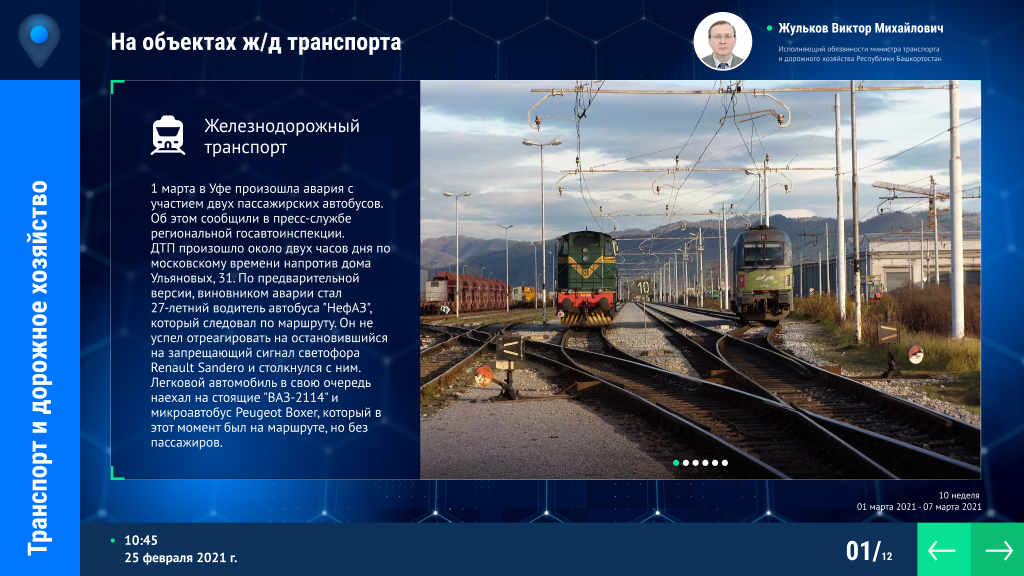 На объектах ж/д транспорта
Жульков Виктор Михайлович
Исполняющий обязанности министра транспорта
и дорожного хозяйства Республики Башкортостан
Транспорт и дорожное хозяйство
Железнодорожный
транспорт
1 марта в Уфе произошла авария с
участием двух пассажирских автобусов.
Об этом сообщили в пресс-службе
региональной госавтоинспекции.
ДТП произошло около двух часов дня по
московскому времени напротив дома
Ульяновых, 31. По предварительной
версии, виновником аварии стал
27-летний водитель автобуса "НефАЗ",
который следовал по маршруту. Он не
успел отреагировать на остановившийся
на запрещающий сигнал светофора
Renault Sandero и столкнулся с ним.
Легковой автомобиль в свою очередь
наехал на стоящие "ВАЗ-2114" и
микроавтобус Peugeot Boxer, который в
этот момент был на маршруте, но без
пассажиров.
10
10 неделя
01 марта 2021 - 07 марта 2021
10:45
25 февраля 2021 г.
01/12